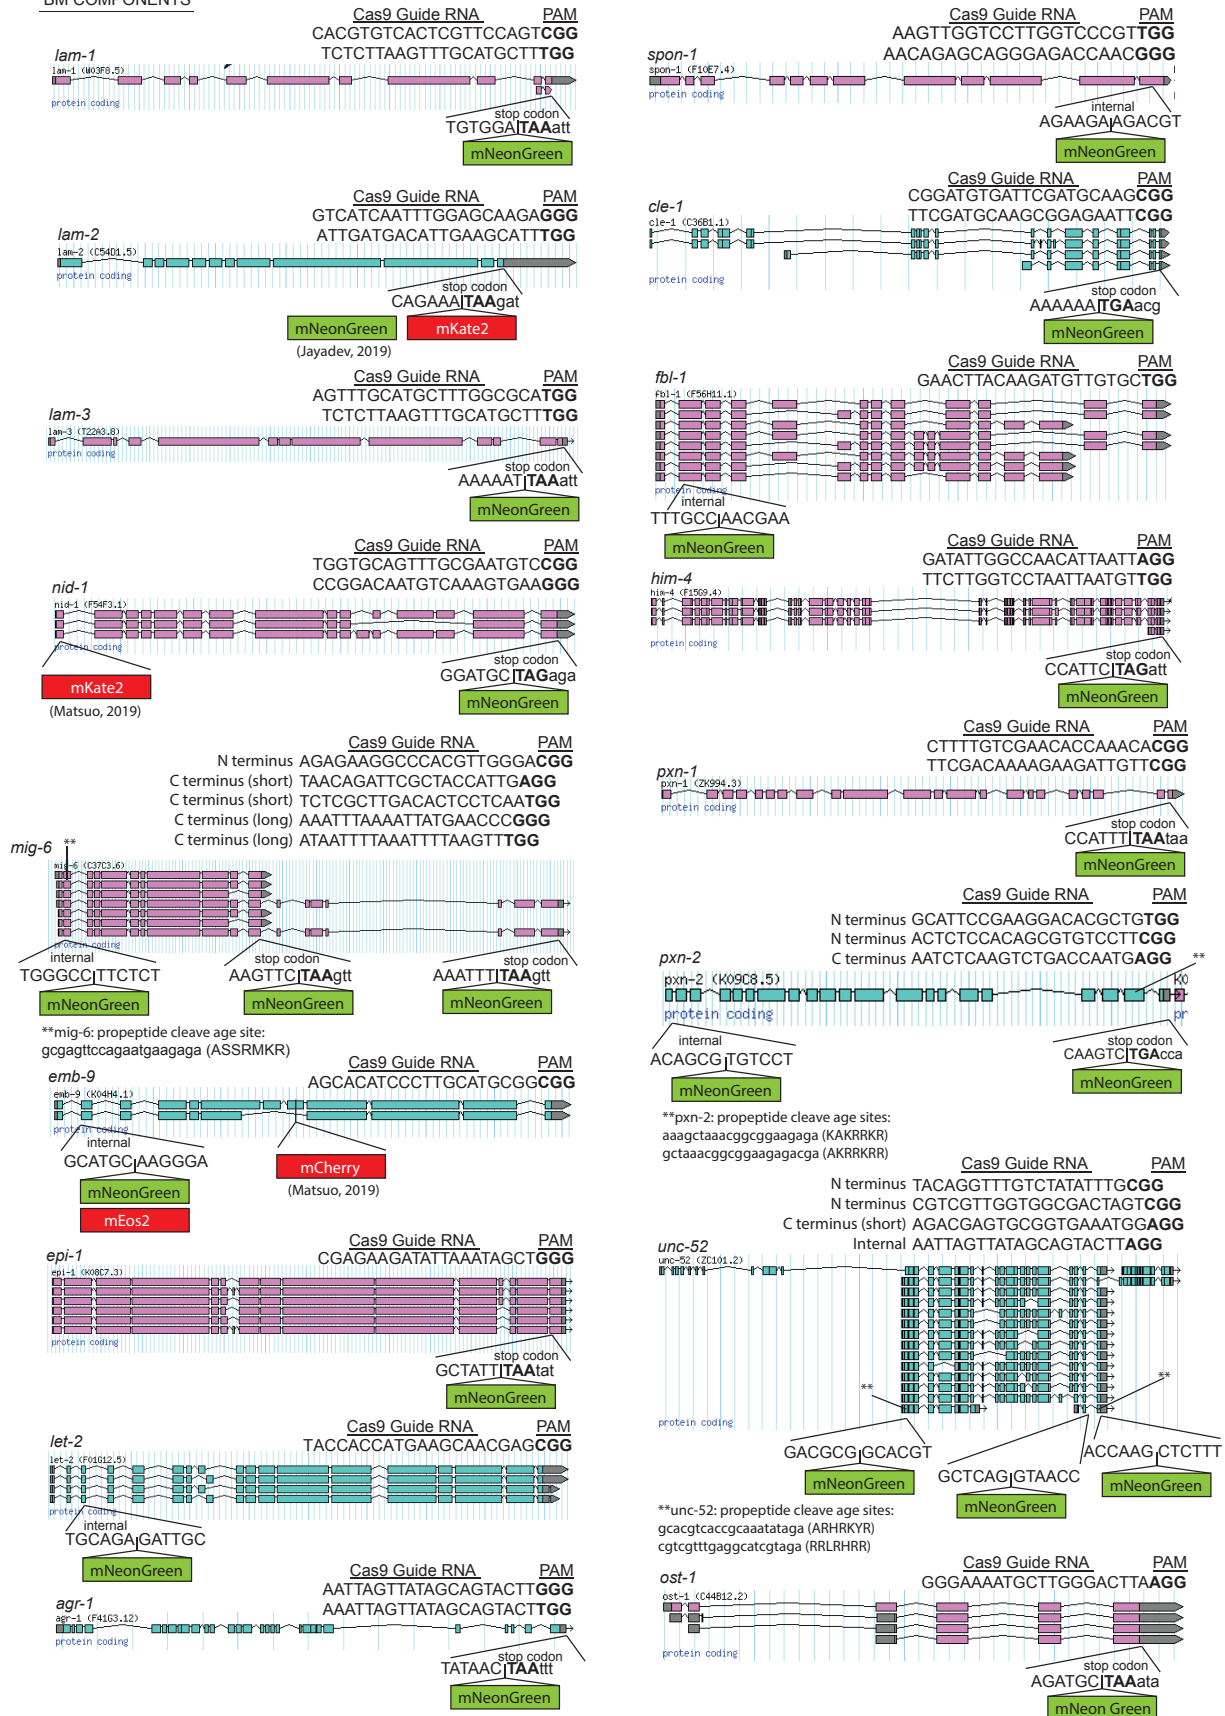 BM COMPONENTS
lam-1
Cas9 Guide RNA PAM
CACGTGTCACTCGTTCCAGTCGG
TCTCTTAAGTTTGCATGCTTTGG
lam-1 (W03F8.5)
protein coding
stop codon
TGTGGA TAAatt
mNeonGreen
lam-2
Cas9 Guide RNA PAM
GTCATCAATTTGGAGCAAGAGGG
ATTGATGACATTGAAGCATTTGG
lam-2 (C54D1.5)
protein coding
stop codon
CAGAAA TAAgat
mNeonGreen mKate2
(Jayadev, 2019)
lam-3
Cas9 Guide RNA PAM
AGTTTGCATGCTTTGGCGCATGG
TCTCTTAAGTTTGCATGCTTTGG
lam-3 (T22A3.8)
protein coding
stop codon
AAAAAT TAAatt
mNeonGreen
nid-1
Cas9 Guide RNA PAM
TGGTGCAGTTTGCGAATGTCCGG
CCGGACAATGTCAAAGTGAAGGG
nid-1 (F54F3.1)
protein coding
stop codon
GGATGC TAGaga
mKate2 mNeonGreen
(Matsuo, 2019)
mig-6
Cas9 Guide RNA PAM
N terminus AGAGAAGGCCCACGTTGGGACGG
C terminus (short) TAACAGATTCGCTACCATTGAGG
C terminus (short) TCTCGCTTGACACTCCTCAATGG
C terminus (long) AAATTTAAAATTATGAACCCGGG
C terminus (long) ATAATTTTAAATTTTAAGTTTGG
**
mig-6 (C37C3.6)
protein coding
internal stop codon stop codon
TGGGCC TTCTCT AAGTTC TAAgtt AAATTT TAAgtt
mNeonGreen mNeonGreen mNeonGreen
**mig-6: propeptide cleave age site:
gcgagttccagaatgaagaga (ASSRMKR)
emb-9
Cas9 Guide RNA PAM
AGCACATCCCTTGCATGCGGCGG
emb-9 (K04H4.1)
protein coding
internal
GCATGC AAGGGA
mNeonGreen mCherry
mEos2 (Matsuo, 2019)
epi-1
Cas9 Guide RNA PAM
CGAGAAGATATTAAATAGCTGGG
epi-1 (K08C7.3)
protein coding
stop codon
GCTATT TAAtat
mNeonGreen
let-2
Cas9 Guide RNA PAM
TACCACCATGAAGCAACGAGCGG
let-2 (F01G12.5)
protein coding
internal
TGCAGA GATTGC
mNeonGreen
agr-1
Cas9 Guide RNA PAM
AATTAGTTATAGCAGTACTTGGG
AAATTAGTTATAGCAGTACTTGG
agr-1 (F41G3.12)
protein coding
stop codon
TATAAC TAAttt
mNeonGreen
spon-1
Cas9 Guide RNA PAM
AAGTTGGTCCTTGGTCCCGTTGG
AACAGAGCAGGGAGACCAACGGG
spon-1 (F10E7.4)
protein coding
internal
AGAAGA AGACGT
mNeonGreen
cle-1
Cas9 Guide RNA PAM
CGGATGTGATTCGATGCAAGCGG
TTCGATGCAAGCGGAGAATTCGG
cle-1 (C36B1.1)
protein coding
stop codon
AAAAAA TGAacg
mNeonGreen
fbl-1
Cas9 Guide RNA PAM
GAACTTACAAGATGTTGTGCTGG
fbl-1 (F56H11.1)
protein coding
internal
TTTGCC AACGAA
mNeonGreen
him-4
Cas9 Guide RNA PAM
GATATTGGCCAACATTAATTAGG
TTCTTGGTCCTAATTAATGTTGG
him-4 (F15G9.4)
protein coding
stop codon
CCATTC TAGatt
mNeonGreen
pxn-1
Cas9 Guide RNA PAM
CTTTTGTCGAACACCAAACACGG
TTCGACAAAAGAAGATTGTTCGG
pxn-1 (ZK994.3)
protein coding
stop codon
CCATTT TAAtaa
mNeonGreen
pxn-2
Cas9 Guide RNA PAM
N terminus GCATTCCGAAGGACACGCTGTGG
N terminus ACTCTCCACAGCGTGTCCTTCGG
C terminus AATCTCAAGTCTGACCAATGAGG
**
pxn-2 (K09C8.5) K0
protein coding pr
internal stop codon
ACAGCG TGTCCT CAAGTC TGAcca
mNeonGreen mNeonGreen
**pxn-2: propeptide cleave age sites:
aaagctaaacggcggaagaga (KAKRRKR)
gctaaacggcggaagagacga (AKRRKRR)
unc-52
Cas9 Guide RNA PAM
N terminus TACAGGTTTGTCTATATTTGCGG
N terminus CGTCGTTGGTGGCGACTAGTCGG
C terminus (short) AGACGAGTGCGGTGAAATGGAGG
Internal AATTAGTTATAGCAGTACTTAGG
unc-52 (ZC101.2)
protein coding
** **
GACGCG GCACGT GCTCAG GTAACC ACCAAG CTCTTT
mNeonGreen mNeonGreen mNeonGreen
**unc-52: propeptide cleave age sites:
gcacgtcaccgcaaatataga (ARHRKYR)
cgtcgtttgaggcatcgtaga (RRLRHRR)
ost-1
Cas9 Guide RNA PAM
GGGAAAATGCTTGGGACTTAAGG
ost-1 (C44B12.2)
protein coding
stop codon
AGATGC TAAata
mNeon Green